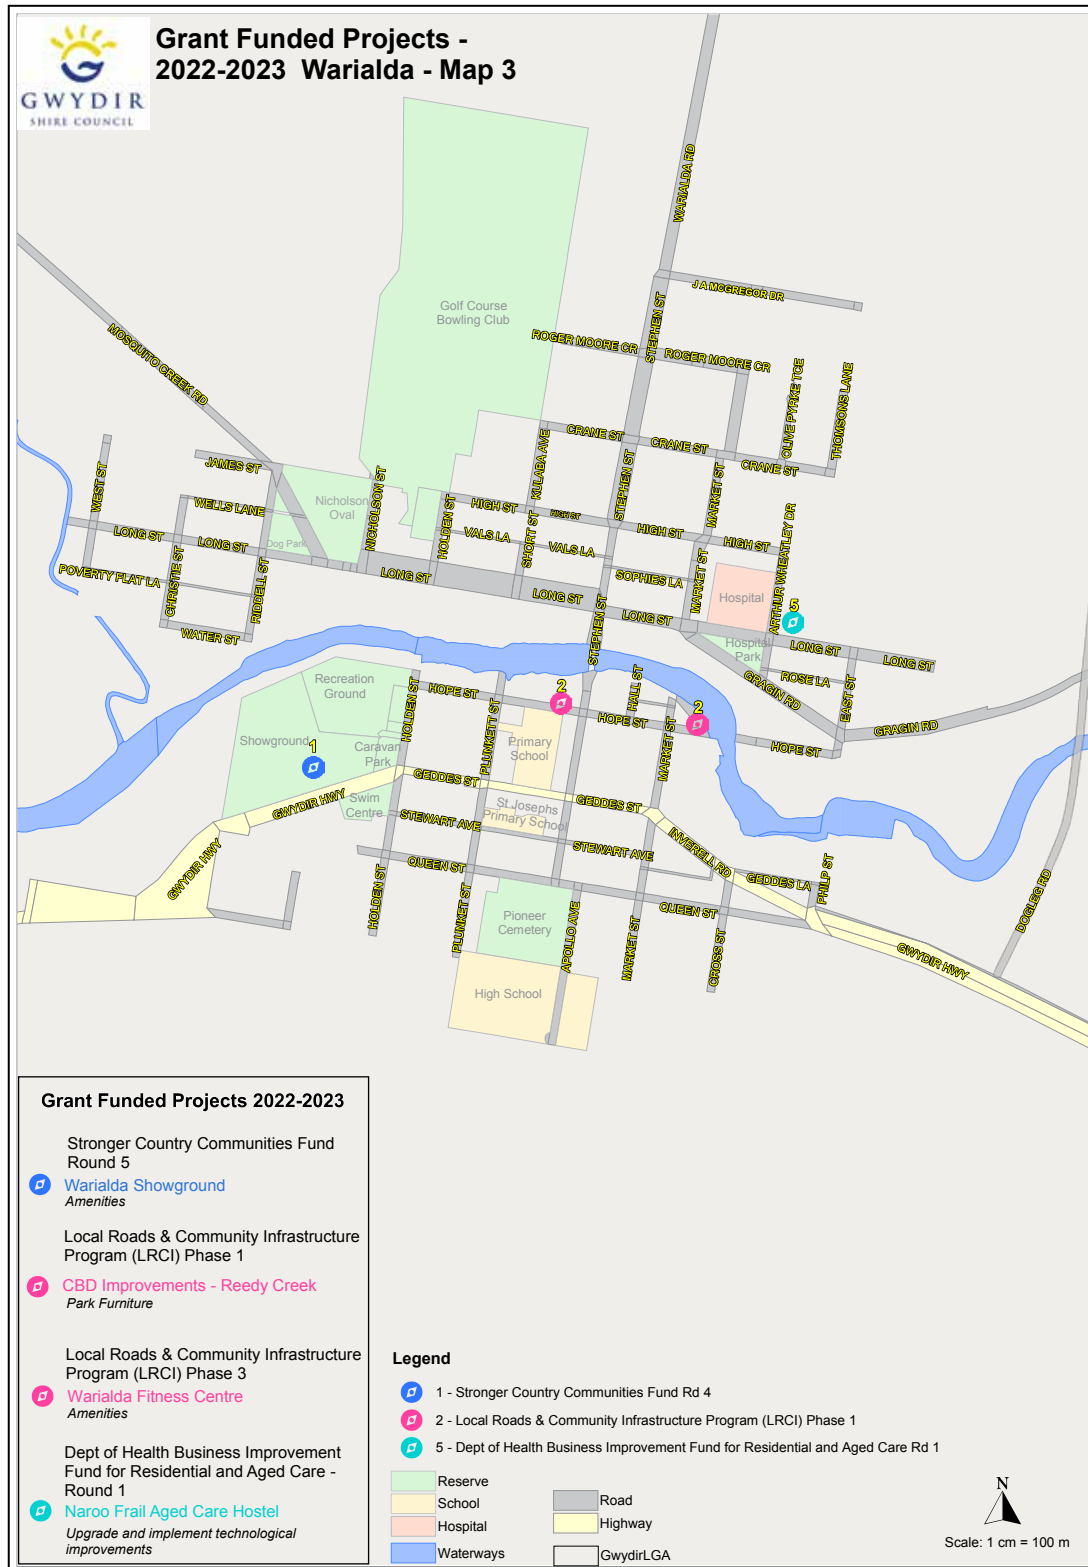 GWYDIR
SHIRE COUNCIL
Grant Funded Projects -
2022-2023 Warialda - Map 3
WARIALDA RD
J A MCGREGOR DR
Golf Course
Bowling Club
STEPHEN ST
ROGER MOORE CR
ROGER MOORE CR
MOSQUITO CREEK RD
OLIVE PYRKE TCE
THOMSONS LANE
CRANE ST
CRANE ST
CRANE ST
KULABA AVE
STEPHEN ST
MARKET ST
WEST ST
JAMES ST
NICHOLSON ST
Nicholson
Oval
WELLS LANE
HOLDEN ST
HIGH ST
HIGH ST
HIGH ST
HIGH ST
ARTHUR WHEATLEY DR
LONG ST
LONG ST
Dog Park
VALS LA
VALS LA
SHORT ST
CHRISTIE ST
RIDDELL ST
POVERTY FLAT LA
LONG ST
SOPHIES LA
MARKET ST
Hospital
5
LONG ST
LONG ST
WATER ST
STEPHEN ST
Hospital
Park
LONG ST
LONG ST
Recreation
Ground
HOLDEN ST
HOPE ST
PLUNKETT ST
2
HALL ST
GRAGIN RD
ROSE LA
EAST ST
Showground
1
Caravan
Park
Primary
School
HOPE ST
MARKET ST
2
HOPE ST
GRAGIN RD
GWYDIR HWY
GEDDES ST
Swim
Centre
St Josephs
Primary School
GEDDES ST
STEWART AVE
STEWART AVE
INVERELL RD
GWYDIR HWY
QUEEN ST
GEDDES LA
PHILP ST
HOLDEN ST
PLUNKET ST
Pioneer
Cemetery
APOLLO AVE
MARKET ST
QUEEN ST
CROSS ST
DOGLEG RD
GWYDIR HWY
High School
Grant Funded Projects 2022-2023
Stronger Country Communities Fund
Round 5
Warialda Showground
Amenities
Local Roads & Community Infrastructure
Program (LRCI) Phase 1
CBD Improvements - Reedy Creek
Park Furniture
Local Roads & Community Infrastructure
Program (LRCI) Phase 3
Warialda Fitness Centre
Amenities
Dept of Health Business Improvement
Fund for Residential and Aged Care -
Round 1
Naroo Frail Aged Care Hostel
Upgrade and implement technological
improvements
Legend
1 - Stronger Country Communities Fund Rd 4
2 - Local Roads & Community Infrastructure Program (LRCI) Phase 1
5 - Dept of Health Business Improvement Fund for Residential and Aged Care Rd 1
Reserve
School
Hospital
Waterways
Road
Highway
GwydirLGA
N
Scale: 1 cm = 100 m